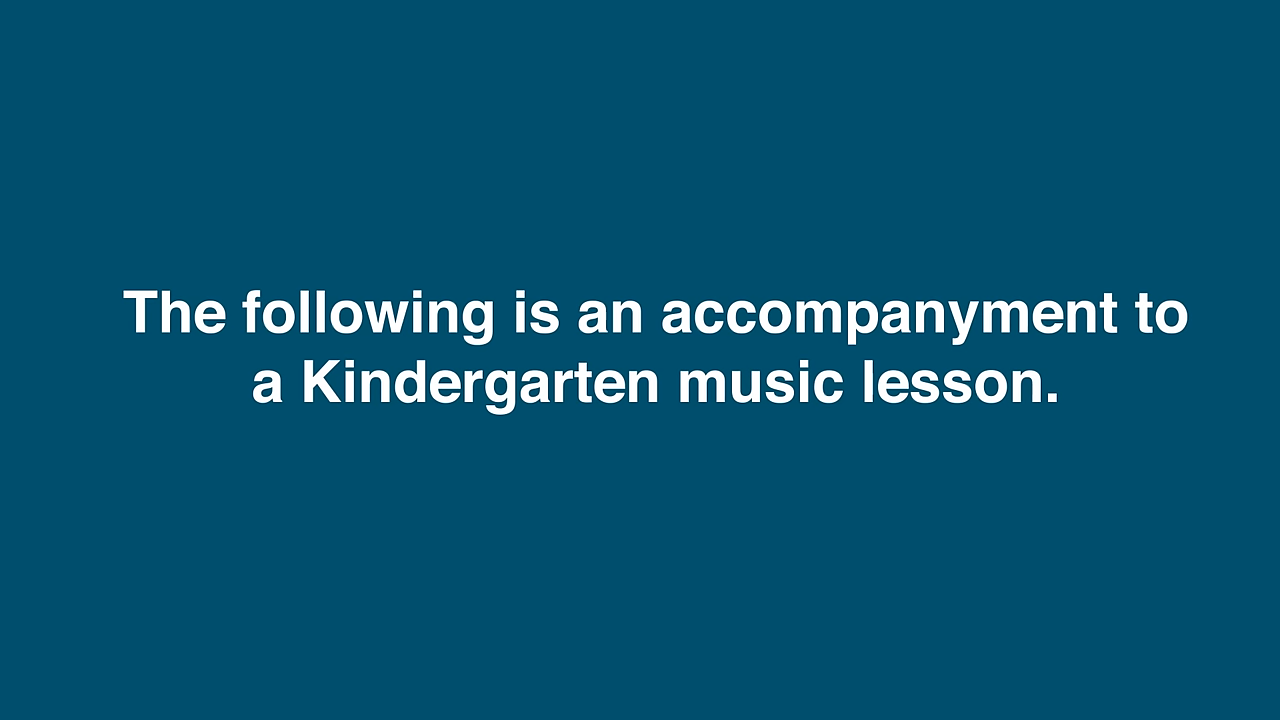 The following is an accompanyment to
a Kindergarten music lesson.